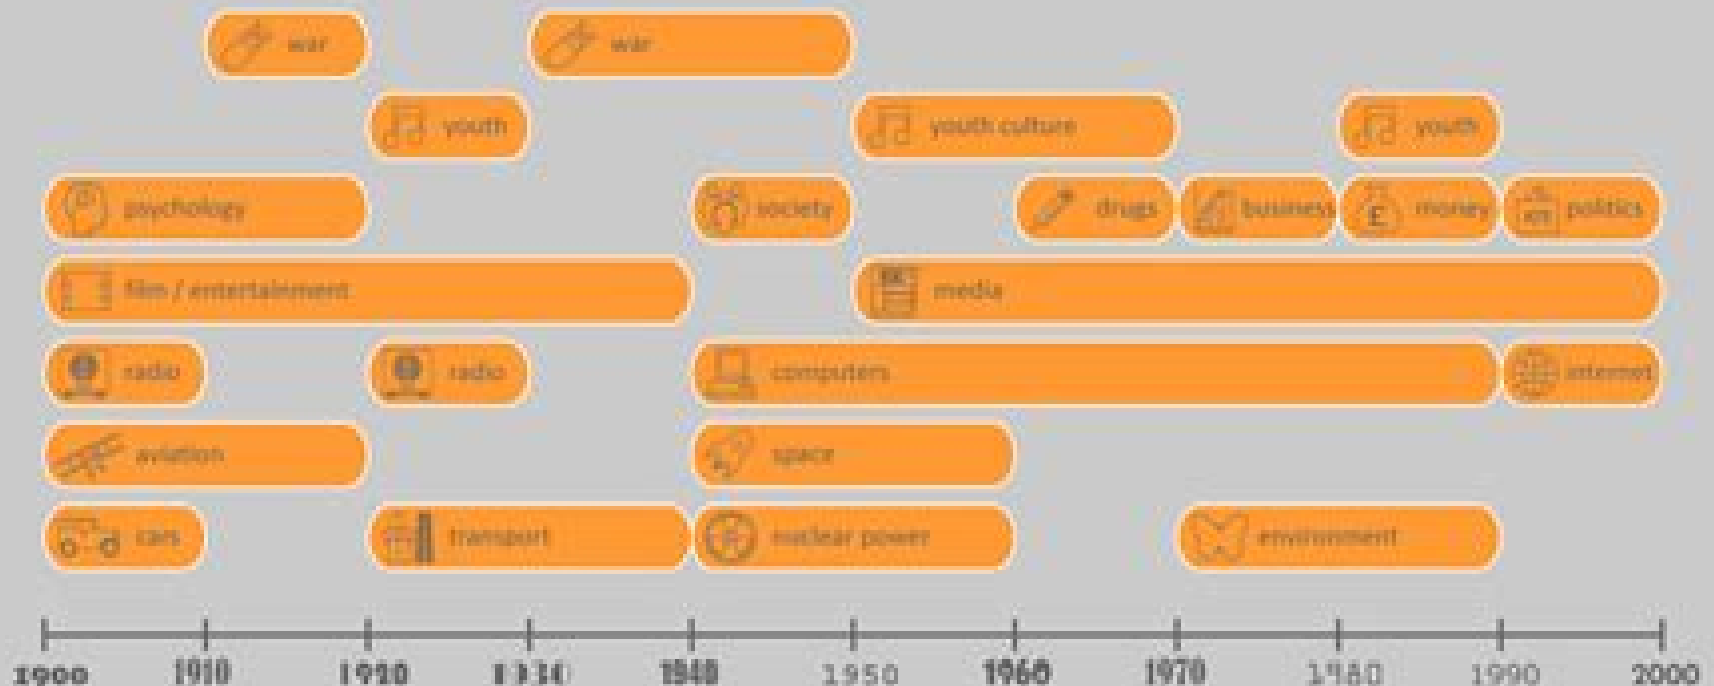 war war
youth youth culture youth
psychology society drugs business money politics
film / entertainment media
radio radio computers internet
aviation space
cars transport nuclear power environment
1900 1910 1920 1930 1940 1950 1960 1970 1980 1990 2000